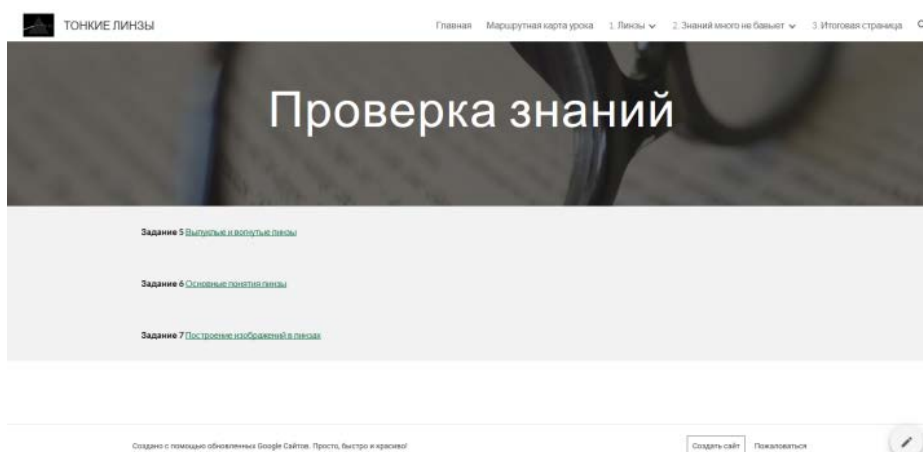 ТОНКИЕ ЛИНЗЫ
Главная Маршрутная карта урока 1. Линзы 2. Знаний много не бавыет 3. Итоговая страница
Проверка знаний
Задание 5 Выпуклые и вогнутые линзы
Задание 6 Основные понятия линзы
Задание 7 Построение изображений в линзах
Создано с помощью обновленных Google Сайтов. Просто, быстро и красиво!
Создать сайт Пожаловаться